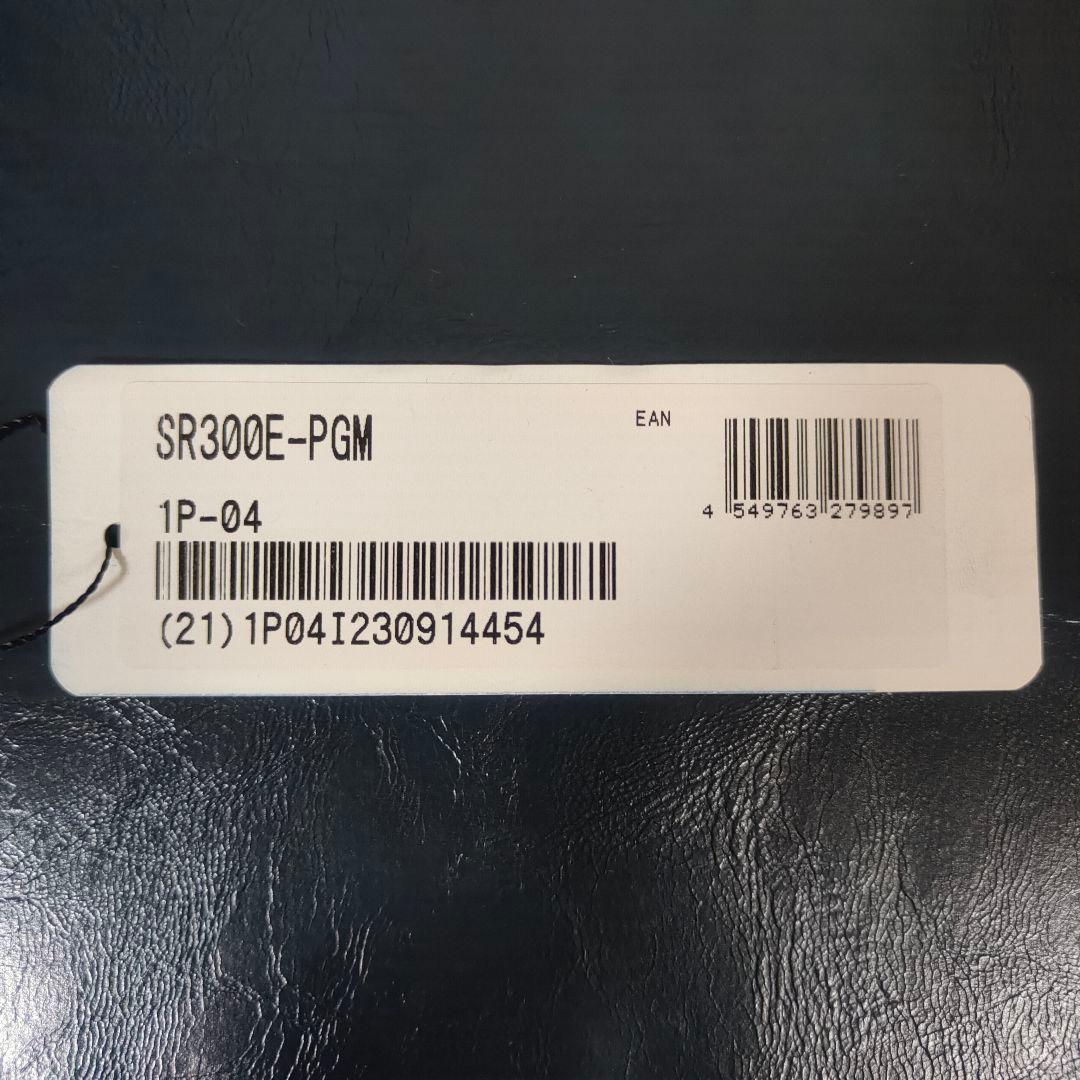 SR300E-PGM
EAN
4 549763 279897
1P-04
(21)1P04I230914454